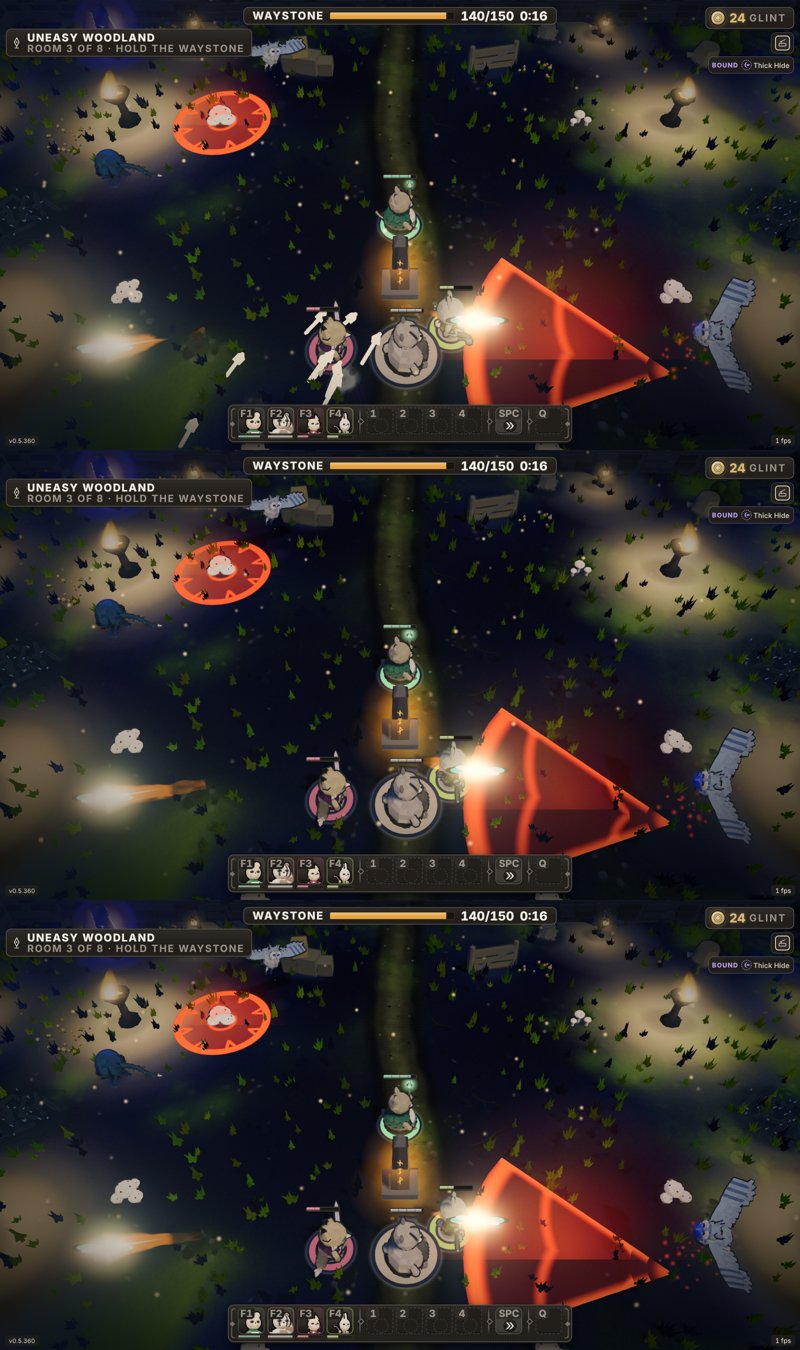 WAYSTONE 140/150 0:16
24 GLINT
UNEASY WOODLAND
ROOM 3 OF 8 · HOLD THE WAYSTONE
BOUND Thick Hide
F1 F2 F3 F4 1 2 3 4 SPC Q
v0.5.360
1 fps
WAYSTONE 140/150 0:16
24 GLINT
UNEASY WOODLAND
ROOM 3 OF 8 · HOLD THE WAYSTONE
BOUND Thick Hide
F1 F2 F3 F4 1 2 3 4 SPC Q
v0.5.360
1 fps
WAYSTONE 140/150 0:16
24 GLINT
UNEASY WOODLAND
ROOM 3 OF 8 · HOLD THE WAYSTONE
BOUND Thick Hide
F1 F2 F3 F4 1 2 3 4 SPC Q
v0.5.360
1 fps